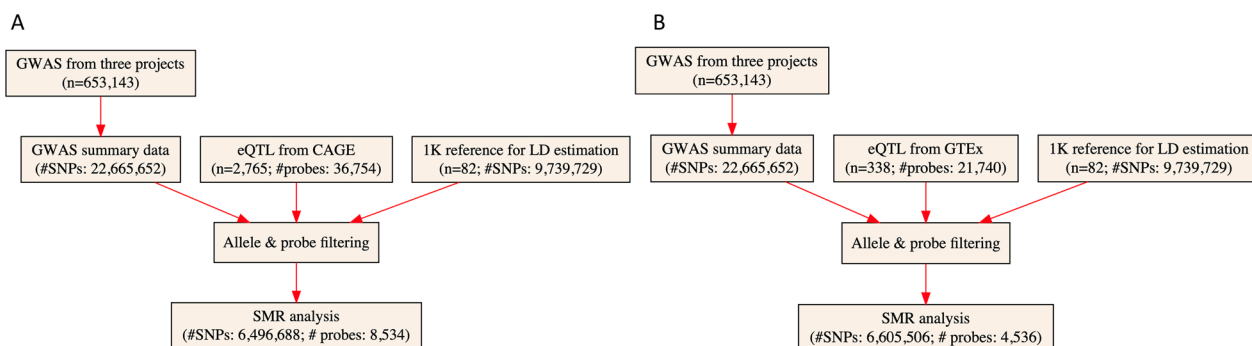 A
GWAS from three projects
(n=653,143)
GWAS summary data
(#SNPs: 22,665,652)
eQTL from CAGE
(n=2,765; #probes: 36,754)
1K reference for LD estimation
(n=82; #SNPs: 9,739,729)
Allele & probe filtering
SMR analysis
(#SNPs: 6,496,688; # probes: 8,534)
B
GWAS from three projects
(n=653,143)
GWAS summary data
(#SNPs: 22,665,652)
eQTL from GTEx
(n=338; #probes: 21,740)
1K reference for LD estimation
(n=82; #SNPs: 9,739,729)
Allele & probe filtering
SMR analysis
(#SNPs: 6,605,506; # probes: 4,536)